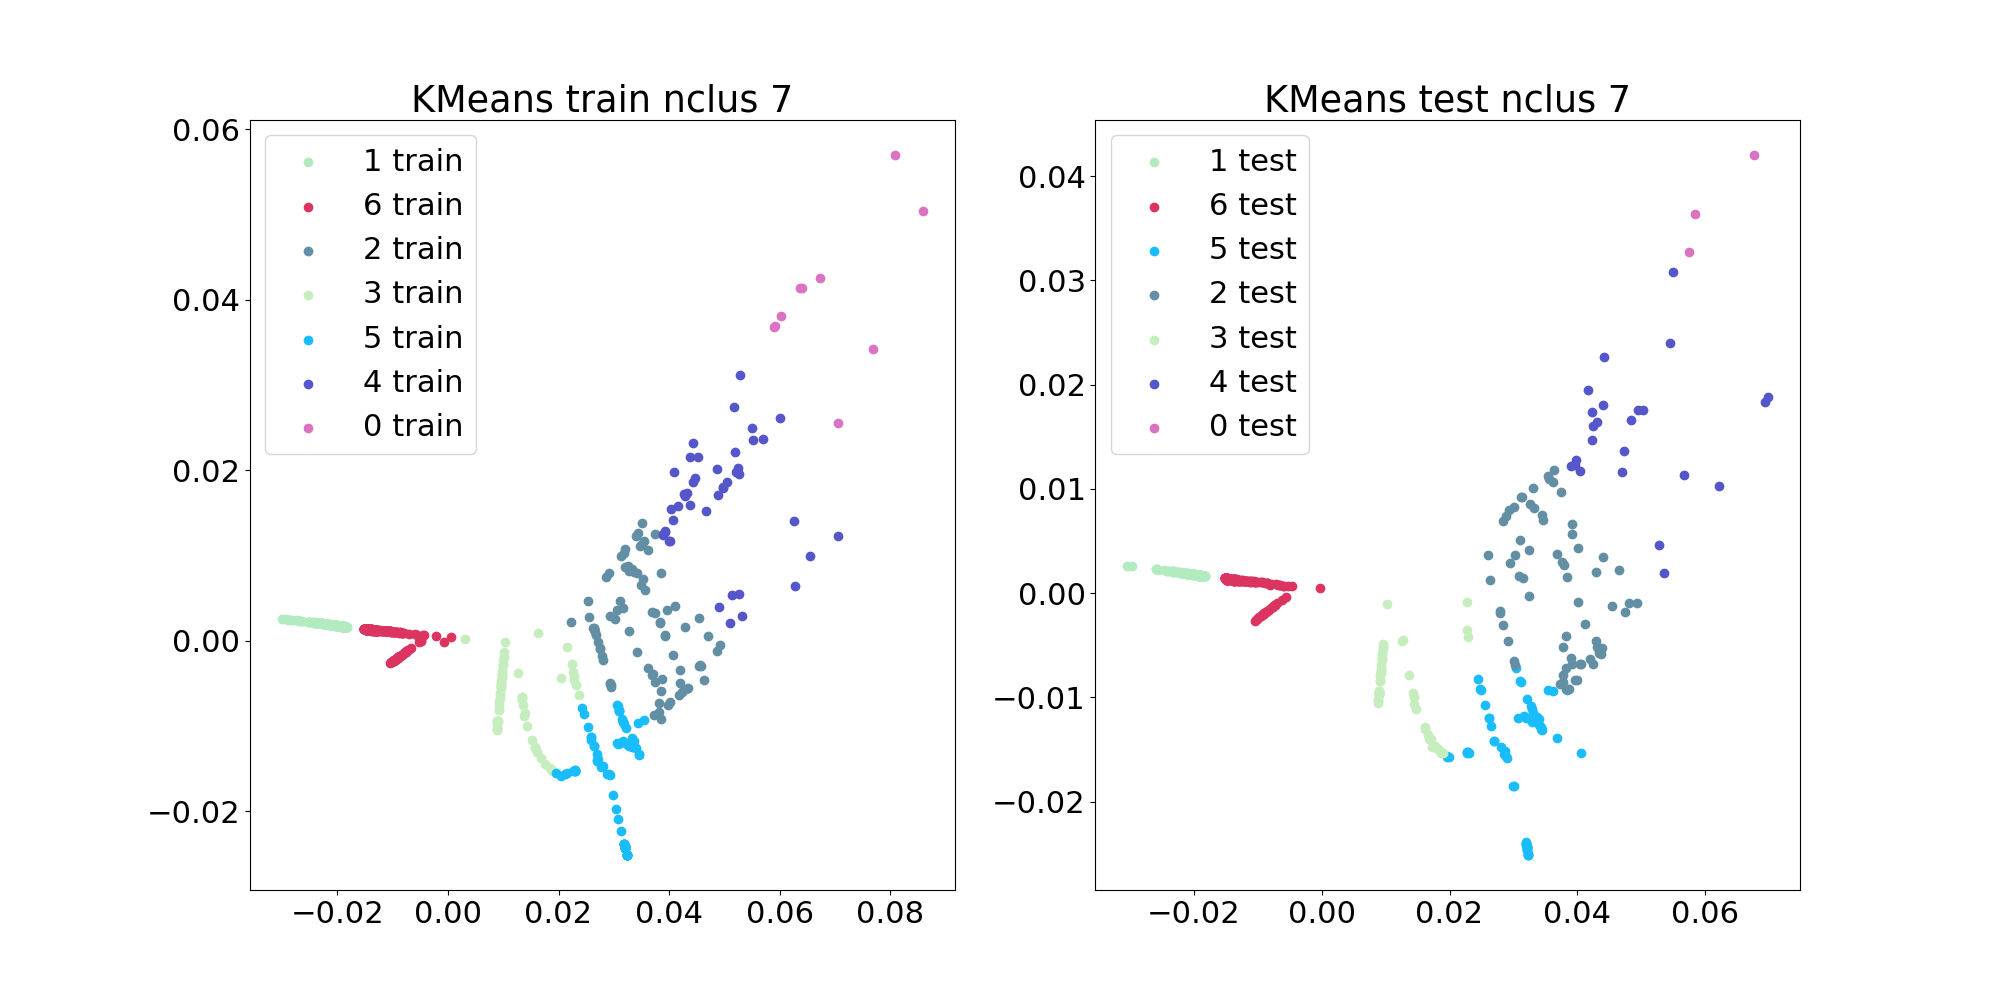 KMeans train nclus 7
0.06
0.04
0.02
0.00
−0.02
−0.02 0.00 0.02 0.04 0.06 0.08
1 train
6 train
2 train
3 train
5 train
4 train
0 train
KMeans test nclus 7
0.04
0.03
0.02
0.01
0.00
−0.01
−0.02
−0.02 0.00 0.02 0.04 0.06
1 test
6 test
5 test
2 test
3 test
4 test
0 test